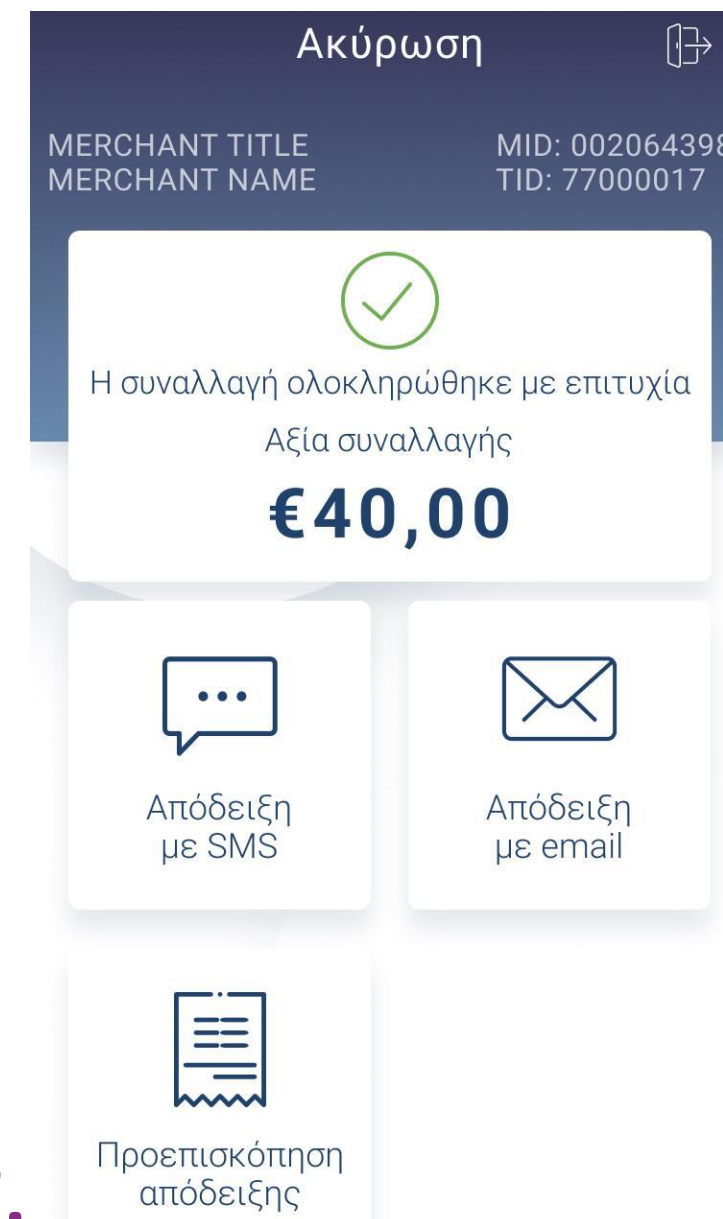 Ακύρωση
MERCHANT TITLE
MID: 002064398
MERCHANT NAME
TID: 77000017
Η συναλλαγή ολοκληρώθηκε με επιτυχία
Αξία συναλλαγής
€40,00
Απόδειξη
με SMS
Απόδειξη
με email
Προεπισκόπηση
απόδειξης